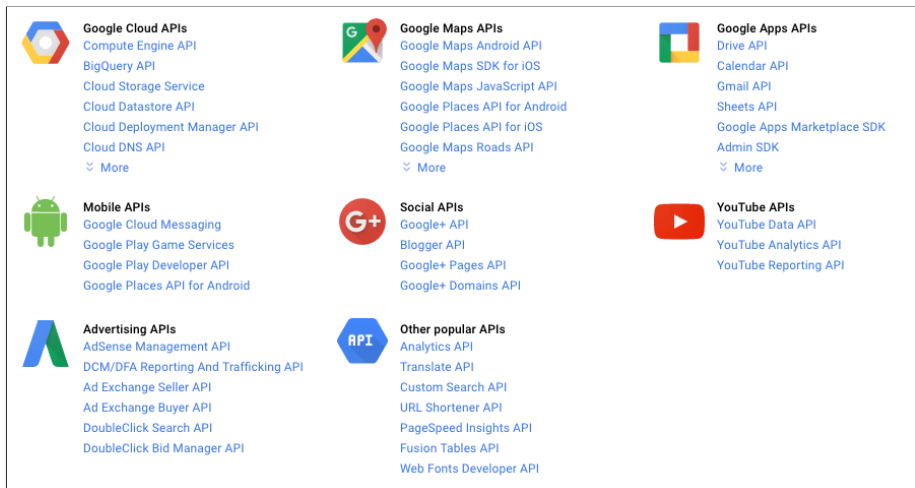 Google Cloud APIs
Compute Engine API
BigQuery API
Cloud Storage Service
Cloud Datastore API
Cloud Deployment Manager API
Cloud DNS API
More
G
Google Maps APIs
Google Maps Android API
Google Maps SDK for iOS
Google Maps JavaScript API
Google Places API for Android
Google Places API for iOS
Google Maps Roads API
More
Google Apps APIs
Drive API
Calendar API
Gmail API
Sheets API
Google Apps Marketplace SDK
Admin SDK
More
Mobile APIs
Google Cloud Messaging
Google Play Game Services
Google Play Developer API
Google Places API for Android
G+
Social APIs
Google+ API
Blogger API
Google+ Pages API
Google+ Domains API
YouTube APIs
YouTube Data API
YouTube Analytics API
YouTube Reporting API
Advertising APIs
AdSense Management API
DCM/DFA Reporting And Trafficking API
Ad Exchange Seller API
Ad Exchange Buyer API
DoubleClick Search API
DoubleClick Bid Manager API
API
Other popular APIs
Analytics API
Translate API
Custom Search API
URL Shortener API
PageSpeed Insights API
Fusion Tables API
Web Fonts Developer API